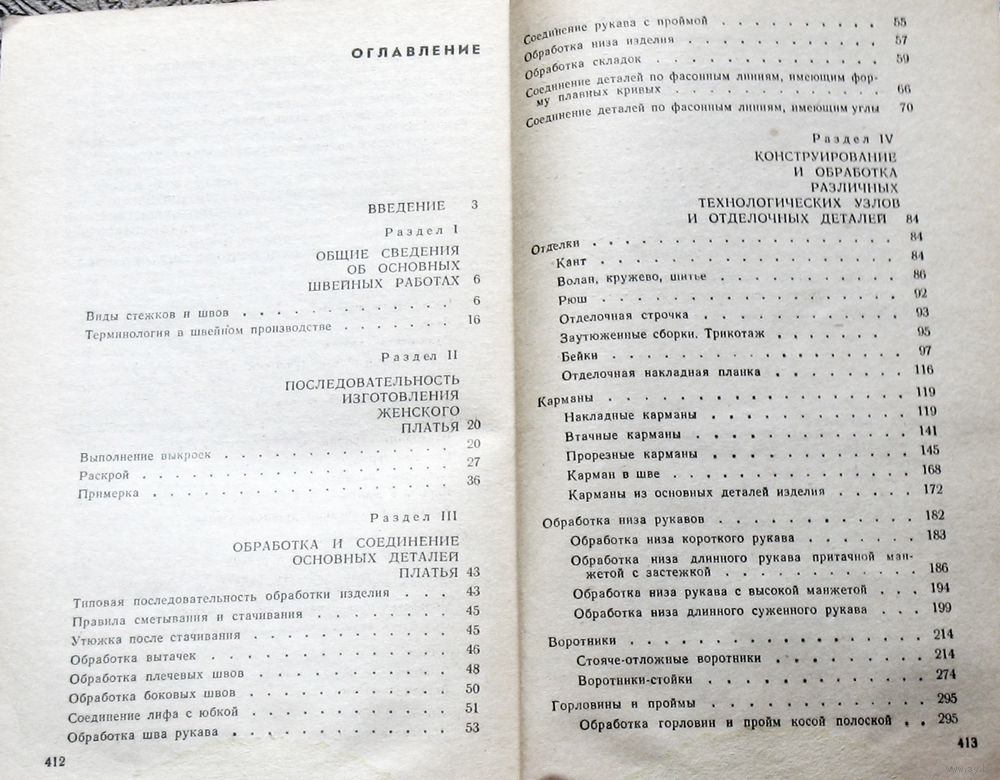 ОГЛАВЛЕНИЕ
ВВЕДЕНИЕ 3
Раздел I
ОБЩИЕ СВЕДЕНИЯ
ОБ ОСНОВНЫХ
ШВЕЙНЫХ РАБОТАХ 6
Виды стежков и швов . . . . . . . . . . . 6
Терминология в швейном производстве . . . . . . 16
Раздел II
ПОСЛЕДОВАТЕЛЬНОСТЬ
ИЗГОТОВЛЕНИЯ
ЖЕНСКОГО
ПЛАТЬЯ 20
Выполнение выкроек . . . . . . . . . . . 20
Раскрой . . . . . . . . . . . . . . . 27
Примерка . . . . . . . . . . . . . . . 36
Раздел III
ОБРАБОТКА И СОЕДИНЕНИЕ
ОСНОВНЫХ ДЕТАЛЕЙ
ПЛАТЬЯ 43
Типовая последовательность обработки изделия . . . 43
Правила сметывания и стачивания . . . . . . . 45
Утюжка после стачивания . . . . . . . . . . 45
Обработка вытачек . . . . . . . . . . . . 46
Обработка плечевых швов . . . . . . . . . . 48
Обработка боковых швов . . . . . . . . . . 50
Соединение лифа с юбкой . . . . . . . . . . 51
Обработка шва рукава . . . . . . . . . . . 53
412
Соединение рукава с проймой . . . . . . . . . 55
Обработка низа изделия . . . . . . . . . . 57
Обработка складок . . . . . . . . . . . . 59
Соединение деталей по фасонным линиям, имеющим фор-
му плавных кривых . . . . . . . . . . . 66
Соединение деталей по фасонным линиям, имеющим углы 70
Раздел IV
КОНСТРУИРОВАНИЕ
И ОБРАБОТКА
РАЗЛИЧНЫХ
ТЕХНОЛОГИЧЕСКИХ УЗЛОВ
И ОТДЕЛОЧНЫХ ДЕТАЛЕЙ 84
Отделки . . . . . . . . . . . . . . . 84
Кант . . . . . . . . . . . . . . . 84
Волан, кружево, шитье . . . . . . . . . . 86
Рюш . . . . . . . . . . . . . . . 92
Отделочная строчка . . . . . . . . . . . 93
Заутюженные сборки. Трикотаж . . . . . . . 95
Бейки . . . . . . . . . . . . . . . 97
Отделочная накладная планка . . . . . . . . 116
Карманы . . . . . . . . . . . . . . . 119
Накладные карманы . . . . . . . . . . . 119
Втачные карманы . . . . . . . . . . . . 141
Прорезные карманы . . . . . . . . . . . 145
Карман в шве . . . . . . . . . . . . . 168
Карманы из основных деталей изделия . . . . . 172
Обработка низа рукавов . . . . . . . . . . 182
Обработка низа короткого рукава . . . . . . . 183
Обработка низа длинного рукава притачной ман-
жетой с застежкой . . . . . . . . . . . 186
Обработка низа рукава с высокой манжетой . . . 194
Обработка низа длинного суженного рукава . . . 199
Воротники . . . . . . . . . . . . . . 214
Стояче-отложные воротники . . . . . . . . 214
Воротники-стойки . . . . . . . . . . . . 274
Горловины и проймы . . . . . . . . . . . 295
Обработка горловин и пройм косой полоской . . 295
413